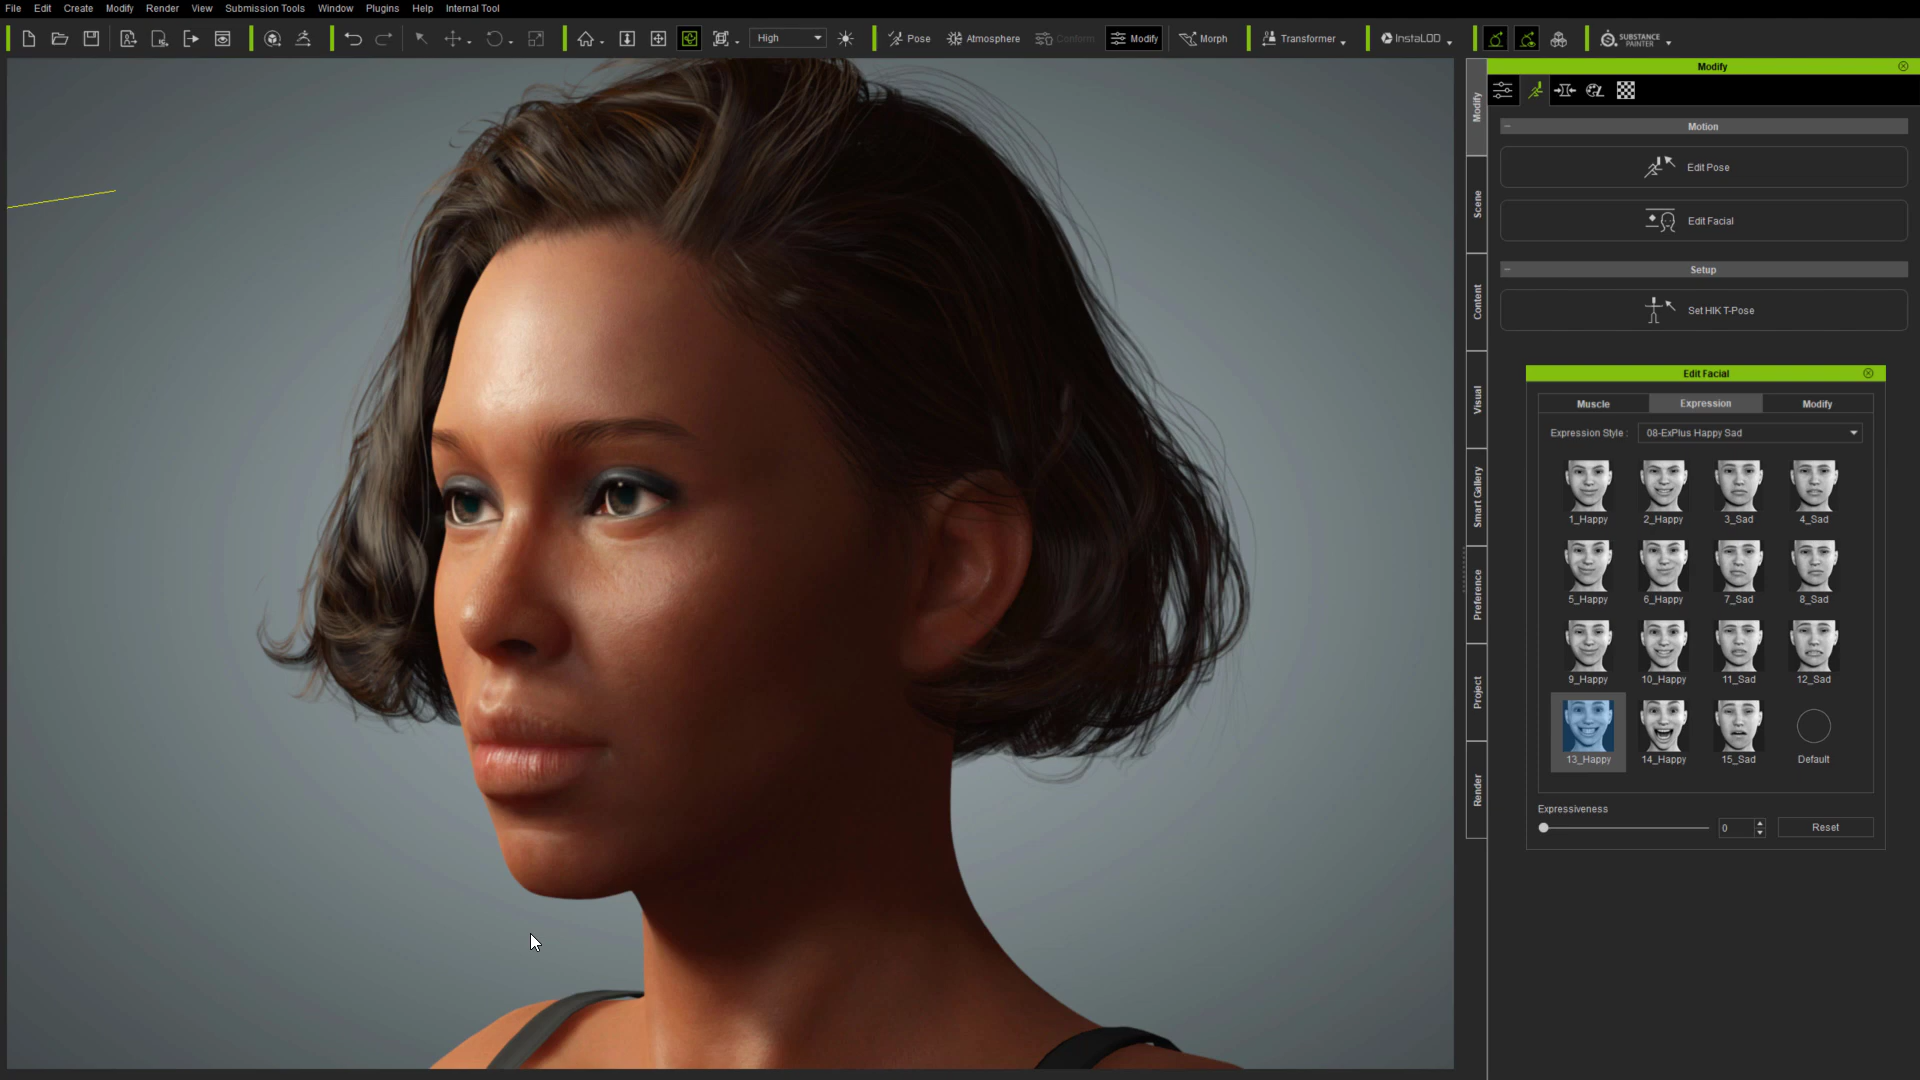 File Edit Create Modify Render View Submission Tools Window Plugins Help Internal Tool
High Pose Atmosphere Conform Modify Morph Transformer InstaLOD SUBSTANCE PAINTER
Modify
Motion
Edit Pose
Edit Facial
Setup
Set HIK T-Pose
Modify
Scene
Content
Visual
Smart Gallery
Preference
Project
Render
Edit Facial
Muscle Expression Modify
Expression Style : 08-ExPlus Happy Sad
1_Happy 2_Happy 3_Sad 4_Sad
5_Happy 6_Happy 7_Sad 8_Sad
9_Happy 10_Happy 11_Sad 12_Sad
13_Happy 14_Happy 15_Sad Default
Expressiveness
0 Reset